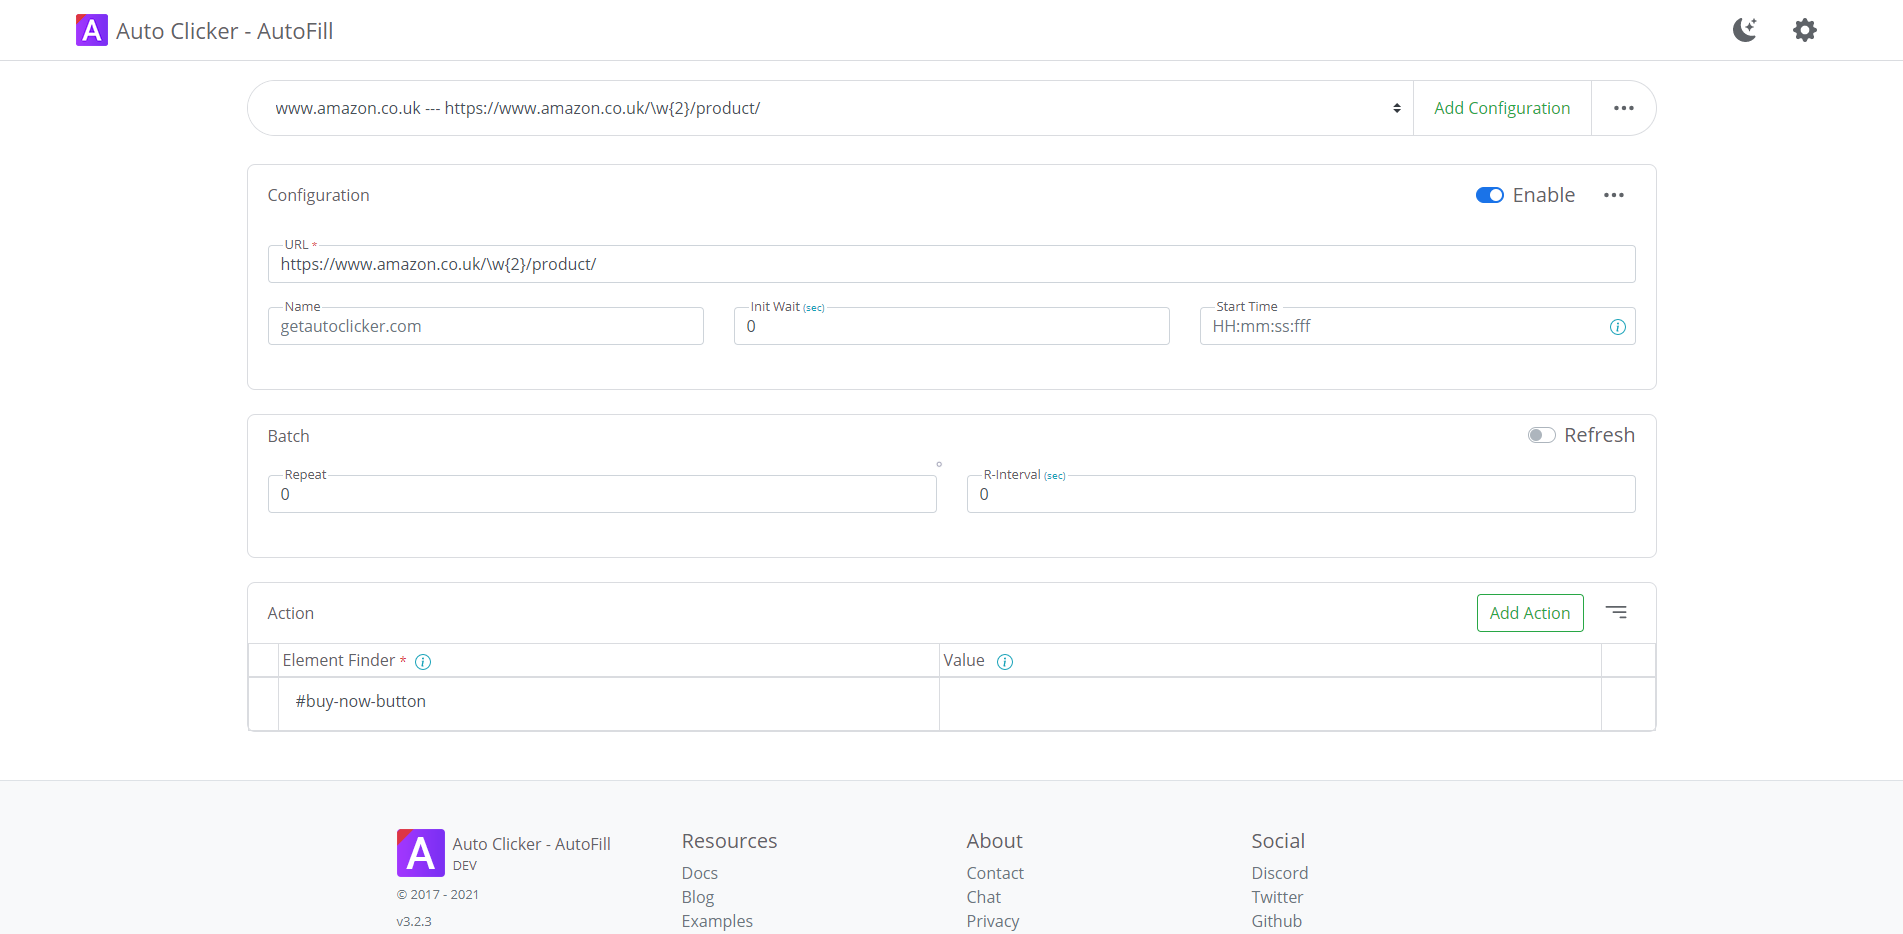 Auto Clicker - AutoFill
www.amazon.co.uk --- https://www.amazon.co.uk/\w{2}/product/
Add Configuration
Configuration
Enable
URL *
https://www.amazon.co.uk/\w{2}/product/
Name
getautoclicker.com
Init Wait (sec)
0
Start Time
HH:mm:ss:fff
Batch
Refresh
Repeat
0
R-Interval (sec)
0
Action
Add Action
Element Finder *
Value
#buy-now-button
A
Auto Clicker - AutoFill
DEV
© 2017 - 2021
v3.2.3
Resources
Docs
Blog
Examples
About
Contact
Chat
Privacy
Social
Discord
Twitter
Github